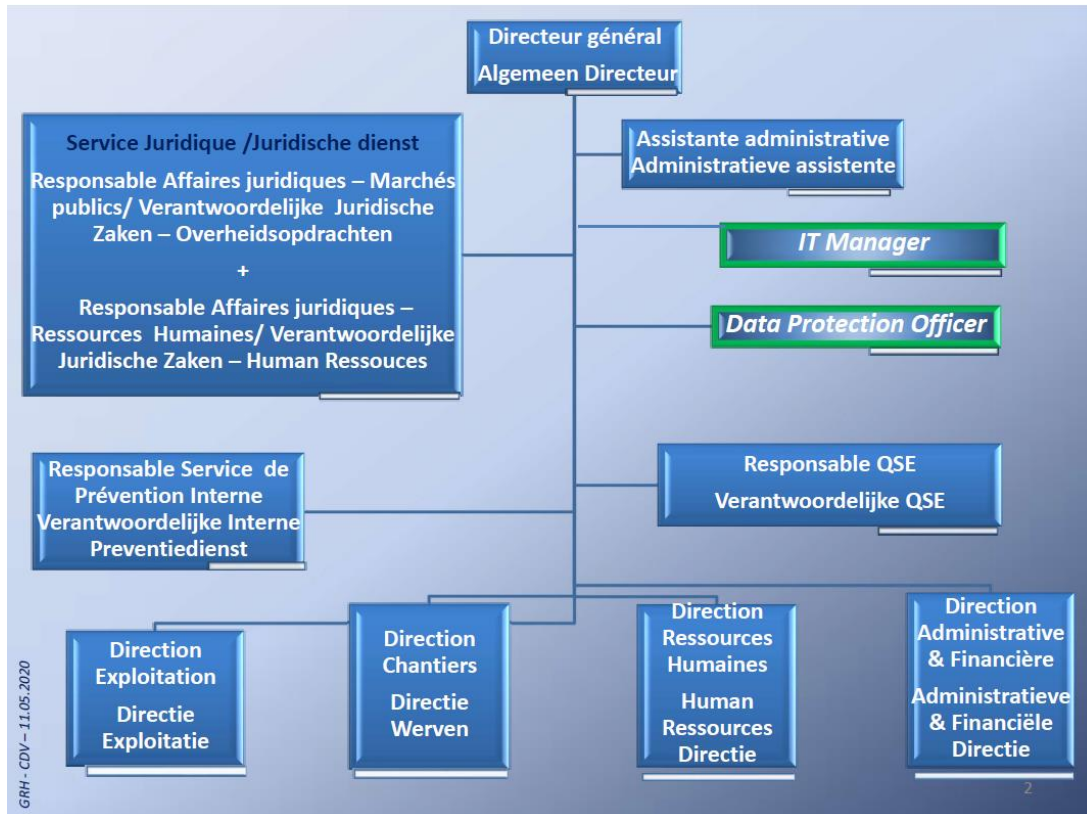 Directeur général
Algemeen Directeur
Service Juridique /Juridische dienst
Responsable Affaires juridiques – Marchés
publics/ Verantwoordelijke Juridische
Zaken – Overheidsopdrachten
+
Responsable Affaires juridiques –
Ressources Humaines/ Verantwoordelijke
Juridische Zaken – Human Ressouces
Assistante administrative
Administratieve assistente
IT Manager
Data Protection Officer
Responsable Service de
Prévention Interne
Verantwoordelijke Interne
Preventiedienst
Responsable QSE
Verantwoordelijke QSE
Direction
Exploitation
Directie
Exploitatie
Direction
Chantiers
Directie
Werven
Direction
Ressources
Humaines
Human
Ressources
Directie
Direction
Administrative
& Financière
Administratieve
& Financiële
Directie
GRH - CDV – 11.05.2020
2